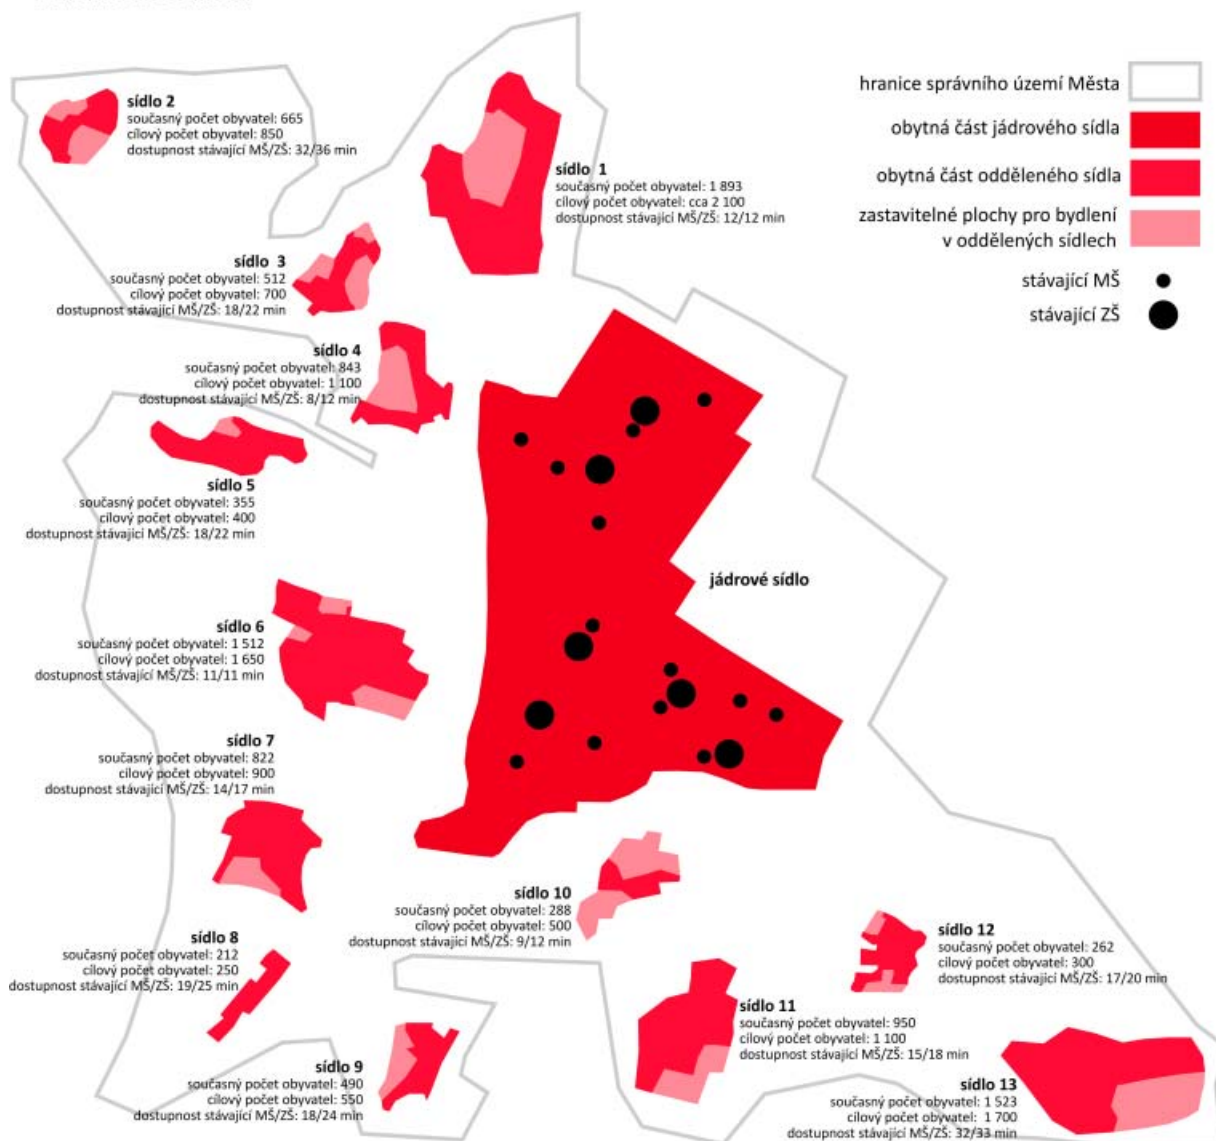 sídlo 2
současný počet obyvatel: 665
cílový počet obyvatel: 850
dostupnost stávající MŠ/ZŠ: 32/36 min
sídlo 1
současný počet obyvatel: 1 893
cílový počet obyvatel: cca 2 100
dostupnost stávající MŠ/ZŠ: 12/12 min
hranice správního území Města
obytná část jádrového sídla
obytná část odděleného sídla
zastavitelné plochy pro bydlení
v oddělených sídlech
stávající MŠ
stávající ZŠ
sídlo 3
současný počet obyvatel: 512
cílový počet obyvatel: 700
dostupnost stávající MŠ/ZŠ: 18/22 min
sídlo 4
současný počet obyvatel: 843
cílový počet obyvatel: 1 100
dostupnost stávající MŠ/ZŠ: 8/12 min
sídlo 5
současný počet obyvatel: 355
cílový počet obyvatel: 400
dostupnost stávající MŠ/ZŠ: 18/22 min
jádrové sídlo
sídlo 6
současný počet obyvatel: 1 512
cílový počet obyvatel: 1 650
dostupnost stávající MŠ/ZŠ: 11/11 min
sídlo 7
současný počet obyvatel: 822
cílový počet obyvatel: 900
dostupnost stávající MŠ/ZŠ: 14/17 min
sídlo 10
současný počet obyvatel: 288
cílový počet obyvatel: 500
dostupnost stávající MŠ/ZŠ: 9/12 min
sídlo 8
současný počet obyvatel: 212
cílový počet obyvatel: 250
dostupnost stávající MŠ/ZŠ: 19/25 min
sídlo 12
současný počet obyvatel: 262
cílový počet obyvatel: 300
dostupnost stávající MŠ/ZŠ: 17/20 min
sídlo 11
současný počet obyvatel: 950
cílový počet obyvatel: 1 100
dostupnost stávající MŠ/ZŠ: 15/18 min
sídlo 9
současný počet obyvatel: 490
cílový počet obyvatel: 550
dostupnost stávající MŠ/ZŠ: 18/24 min
sídlo 13
současný počet obyvatel: 1 523
cílový počet obyvatel: 1 700
dostupnost stávající MŠ/ZŠ: 32/33 min